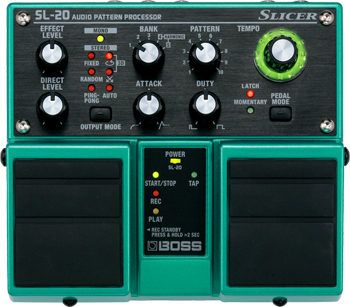 SL-20 AUDIO PATTERN PROCESSOR SLICER
EFFECT LEVEL
MONO
STEREO
BANK
PATTERN
TEMPO
HARMONIC
FIXED
3D
RANDOM
DIRECT LEVEL
PING-PONG
AUTO
ATTACK
DUTY
LATCH
MOMENTARY
OUTPUT MODE
PEDAL MODE
POWER
SL-20
START/STOP
TAP
REC
PLAY
REC STANDBY
PRESS & HOLD >2 SEC
BOSS